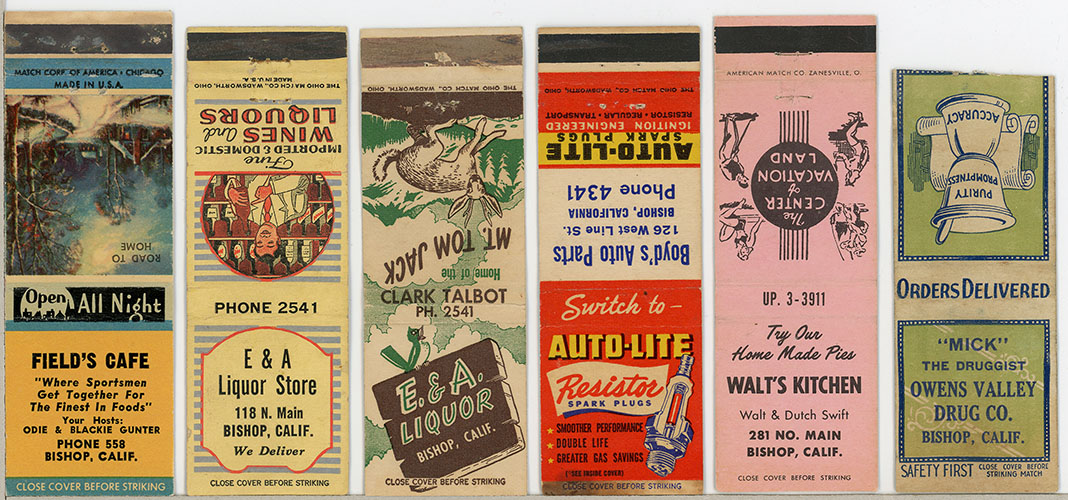 MATCH CORP. OF AMERICA • CHICAGO
MADE IN U.S.A.
ROAD TO
HOME
Open All Night
FIELD'S CAFE
"Where Sportsmen
Get Together For
The Finest In Foods"
Your Hosts:
ODIE & BLACKIE GUNTER
PHONE 558
BISHOP, CALIF.
CLOSE COVER BEFORE STRIKING
THE OHIO MATCH CO., WADSWORTH, OHIO
MADE IN U.S.A.
Fine
IMPORTED & DOMESTIC
WINES and
LIQUORS
PHONE 2541
E & A
Liquor Store
118 N. Main
BISHOP, CALIF.
We Deliver
CLOSE COVER BEFORE STRIKING
THE OHIO MATCH CO., WADSWORTH, OHIO
Home of the
MT. TOM JACK
CLARK TALBOT
PH. 2541
E. & A.
LIQUOR
BISHOP, CALIF.
CLOSE COVER BEFORE STRIKING
THE OHIO MATCH CO., WADSWORTH, OHIO
Boyd's Auto Parts
126 West Line St.
BISHOP, CALIFORNIA
Phone 4341
AUTO-LITE
SPARK PLUGS
IGNITION ENGINEERED
RESISTOR • REGULAR • TRANSPORT
Switch to —
AUTO-LITE
Resistor
SPARK PLUGS
★ SMOOTHER PERFORMANCE
★ DOUBLE LIFE
★ GREATER GAS SAVINGS
(*SEE INSIDE COVER)
CLOSE COVER BEFORE STRIKING
AMERICAN MATCH CO. ZANESVILLE, O.
The
CENTER
of
VACATION
LAND
UP. 3-3911
Try Our
Home Made Pies
WALT'S KITCHEN
Walt & Dutch Swift
281 NO. MAIN
BISHOP, CALIF.
CLOSE COVER BEFORE STRIKING
PURITY
PROMPTNESS
ACCURACY
ORDERS DELIVERED
"MICK"
THE DRUGGIST
OWENS VALLEY
DRUG CO.
BISHOP, CALIF.
SAFETY FIRST CLOSE COVER BEFORE
STRIKING MATCH